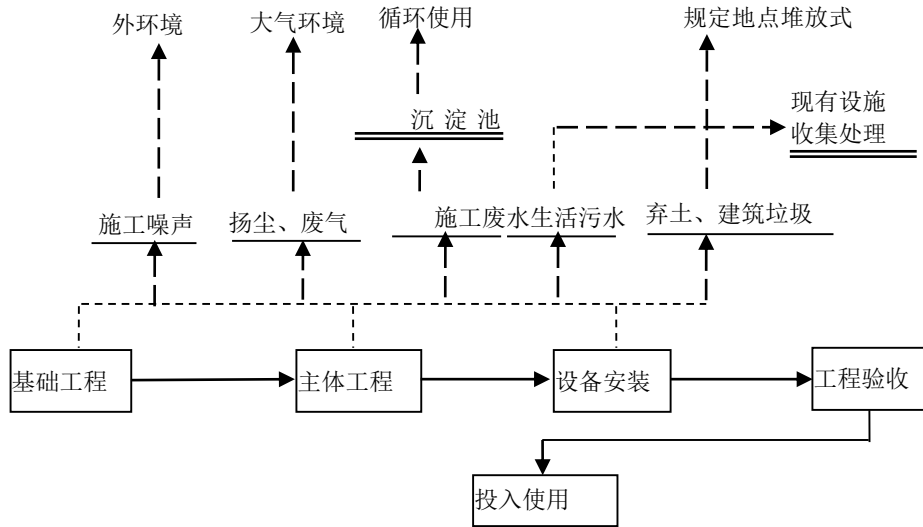 外环境
大气环境
循环使用
规定地点堆放式
沉淀池
现有设施
收集处理
施工噪声
扬尘、废气
施工废水
生活污水
弃土、建筑垃圾
基础工程
主体工程
设备安装
工程验收
投入使用